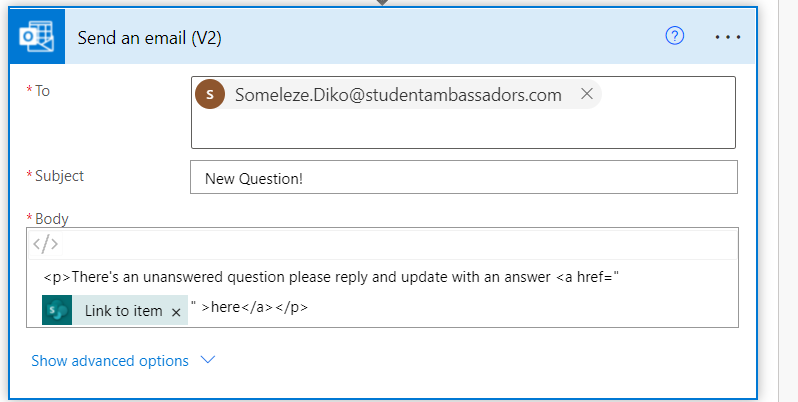 Send an email (V2)
* To
S Someleze.Diko@studentambassadors.com ×
* Subject
New Question!
* Body
</>
<p>There's an unanswered question please reply and update with an answer <a href="
S Link to item × " >here</a></p>
Show advanced options